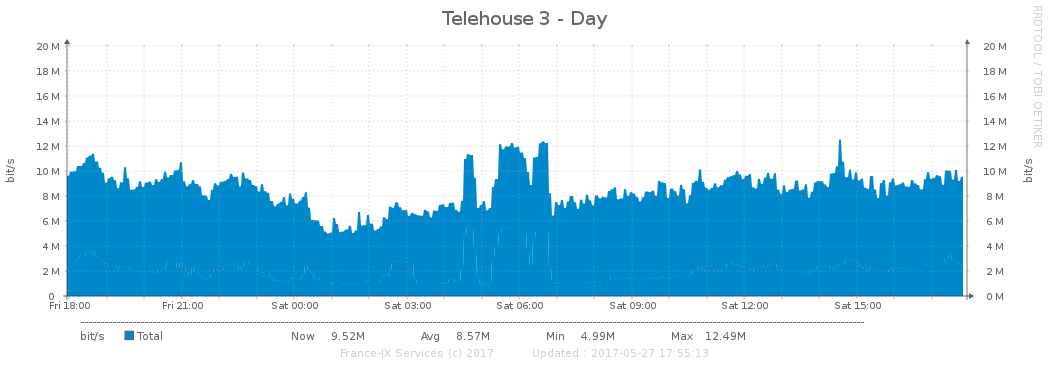 Telehouse 3 - Day
RRDTOOL / TOBI OETIKER
bit/s
20 M 20 M
18 M 18 M
16 M 16 M
14 M 14 M
12 M 12 M
10 M 10 M
8 M 8 M
6 M 6 M
4 M 4 M
2 M 2 M
0 0 M
bit/s
Fri 18:00 Fri 21:00 Sat 00:00 Sat 03:00 Sat 06:00 Sat 09:00 Sat 12:00 Sat 15:00
bit/s Total Now 9.52M Avg 8.57M Min 4.99M Max 12.49M
France-IX Services (c) 2017 Updated : 2017-05-27 17:55:13